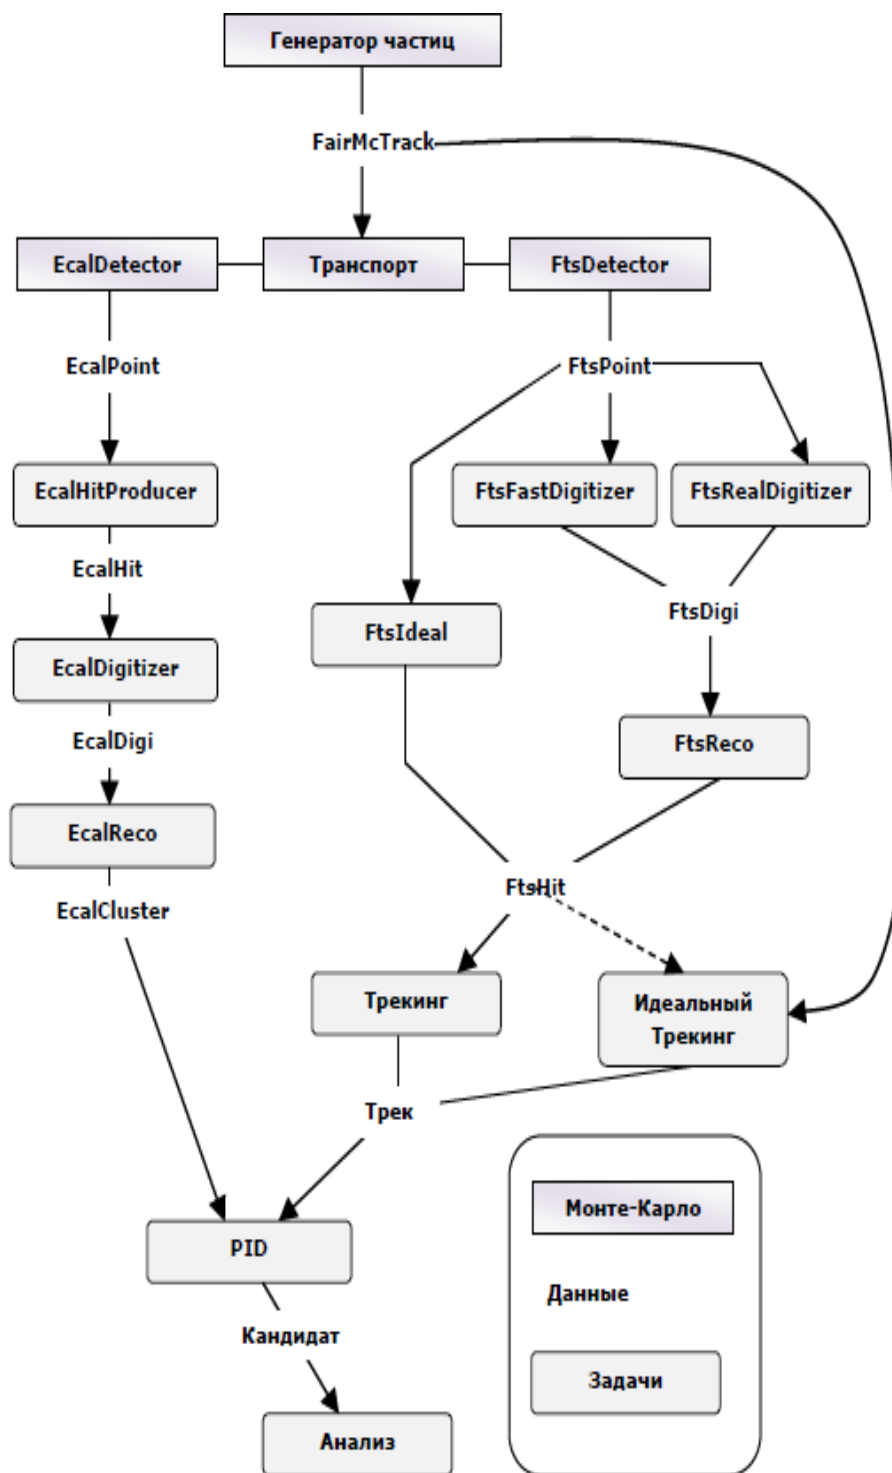 Генератор частиц
FairMcTrack
EcalDetector
Транспорт
FtsDetector
EcalPoint
FtsPoint
EcalHitProducer
FtsFastDigitizer
FtsRealDigitizer
EcalHit
FtsDigi
FtsIdeal
EcalDigitizer
EcalDigi
FtsReco
EcalReco
FtsHit
EcalCluster
Трекинг
Идеальный
Трекинг
Трек
PID
Кандидат
Анализ
Монте-Карло
Данные
Задачи